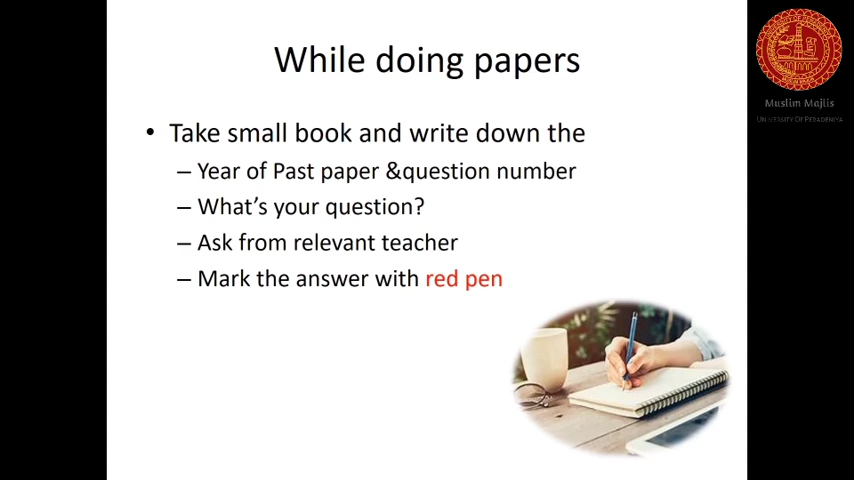 While doing papers
• Take small book and write down the
– Year of Past paper &question number
– What's your question?
– Ask from relevant teacher
– Mark the answer with red pen
Muslim Majlis
University Of Peradeniya